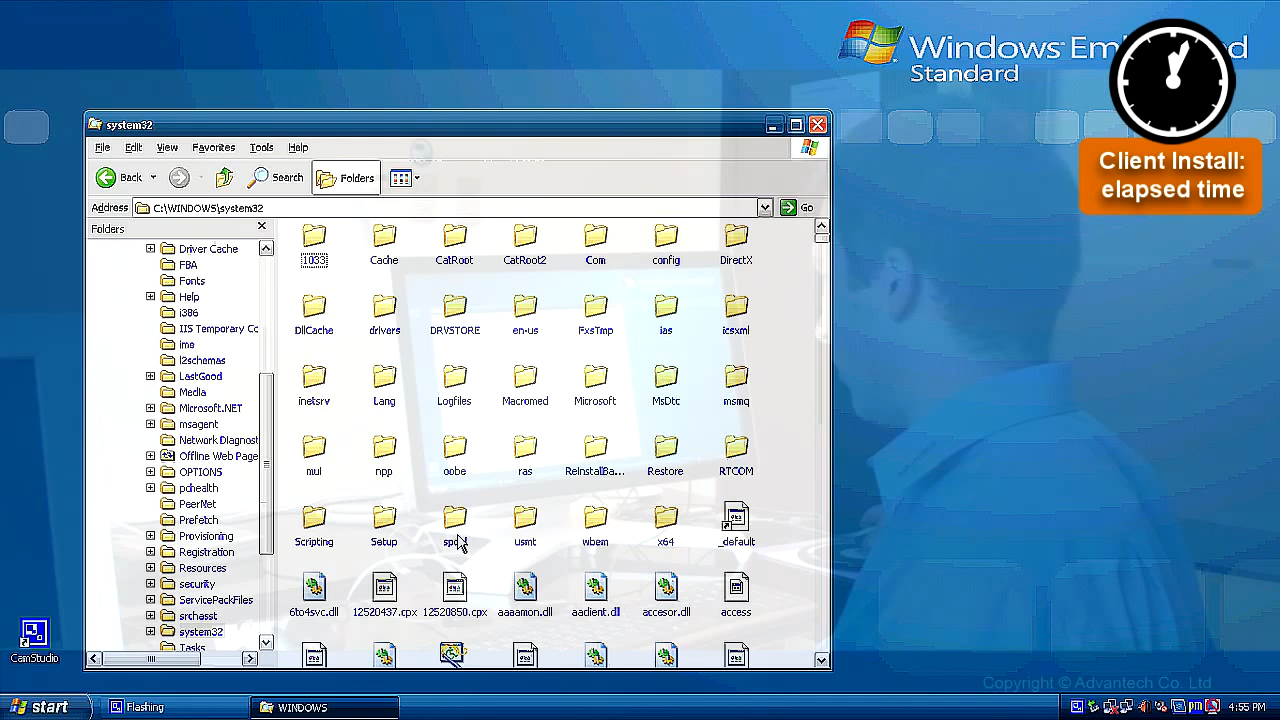 Windows Em
d
Standard
Client Install:
elapsed time
system32
File Edit View Favorites Tools Help
Back Search Folders
Address C:\WINDOWS\system32 Go
Folders
Driver Cache
FBA
Fonts
Help
i386
IIS Temporary Co
ime
l2schemas
LastGood
Media
Microsoft.NET
msagent
Network Diagnost
Offline Web Page
OPTIONS
pchealth
PeerNet
Prefetch
Provisioning
Registration
Resources
security
ServicePackFiles
srchasst
system32
Tasks
1033 Cache CatRoot CatRoot2 Com config DirectX
DllCache drivers DRVSTORE en-us FxsTmp ias icsxml
inetsrv Lang Logfiles Macromed Microsoft MsDtc msmq
mui npp oobe ras ReInstallBa... Restore RTCOM
Scripting Setup usmt wbem x64 _default
6to4svc.dll 12520437.cpx 12520850.cpx aaaamon.dll aaclient.dll accesor.dll access
CamStudio
Copyright © Advantech Co. Ltd
start Flashing WINDOWS pm 4:55 PM